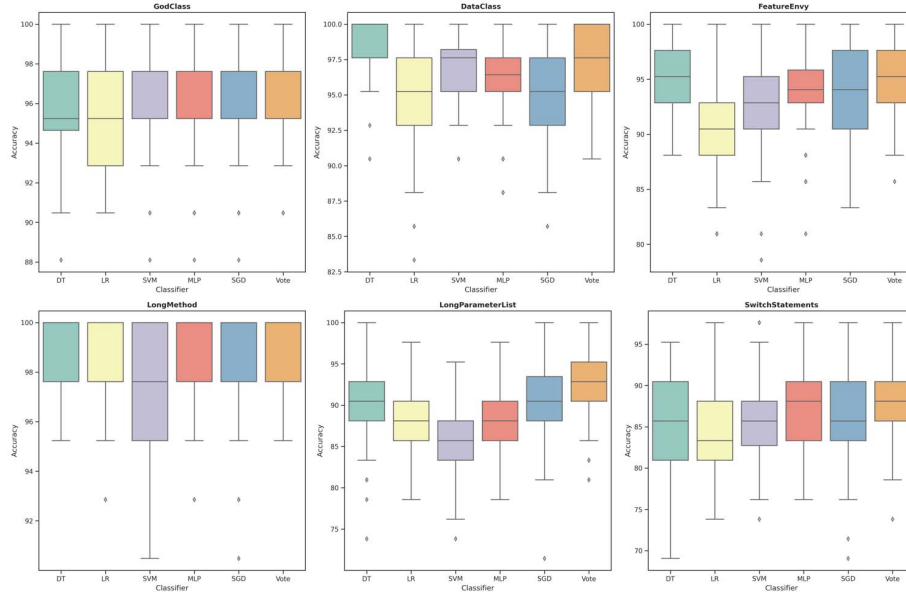 GodClass
100
98
96
94
92
90
88
Accuracy
DT LR SVM MLP SGD Vote
Classifier
DataClass
100.0
97.5
95.0
92.5
90.0
87.5
85.0
82.5
Accuracy
DT LR SVM MLP SGD Vote
Classifier
FeatureEnvy
100
95
90
85
80
Accuracy
DT LR SVM MLP SGD Vote
Classifier
LongMethod
100
98
96
94
92
Accuracy
DT LR SVM MLP SGD Vote
Classifier
LongParameterList
100
95
90
85
80
75
Accuracy
DT LR SVM MLP SGD Vote
Classifier
SwitchStatements
100
95
90
85
80
75
70
Accuracy
DT LR SVM MLP SGD Vote
Classifier